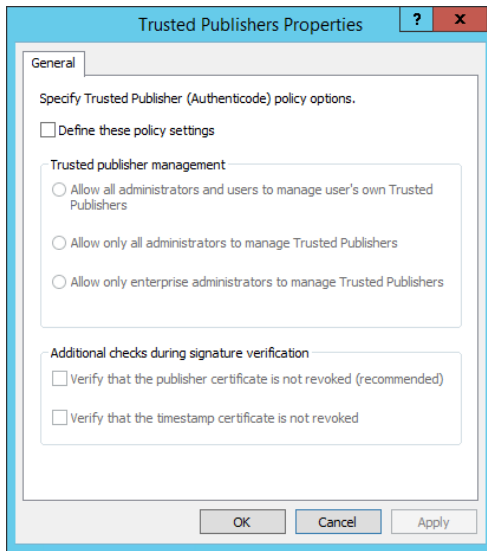 Trusted Publishers Properties
? x
General
Specify Trusted Publisher (Authenticode) policy options.
Define these policy settings
Trusted publisher management
Allow all administrators and users to manage user's own Trusted
Publishers
Allow only all administrators to manage Trusted Publishers
Allow only enterprise administrators to manage Trusted Publishers
Additional checks during signature verification
Verify that the publisher certificate is not revoked (recommended)
Verify that the timestamp certificate is not revoked
OK Cancel Apply